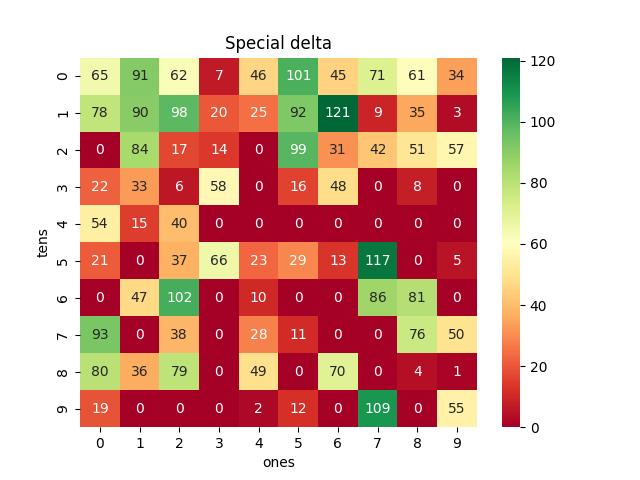 Special delta
0 65 91 62 7 46 101 45 71 61 34
1 78 90 98 20 25 92 121 9 35 3
2 0 84 17 14 0 99 31 42 51 57
3 22 33 6 58 0 16 48 0 8 0
4 54 15 40 0 0 0 0 0 0 0
5 21 0 37 66 23 29 13 117 0 5
6 0 47 102 0 10 0 0 86 81 0
7 93 0 38 0 28 11 0 0 76 50
8 80 36 79 0 49 0 70 0 4 1
9 19 0 0 0 2 12 0 109 0 55
0 1 2 3 4 5 6 7 8 9
ones
tens
120
100
80
60
40
20
0